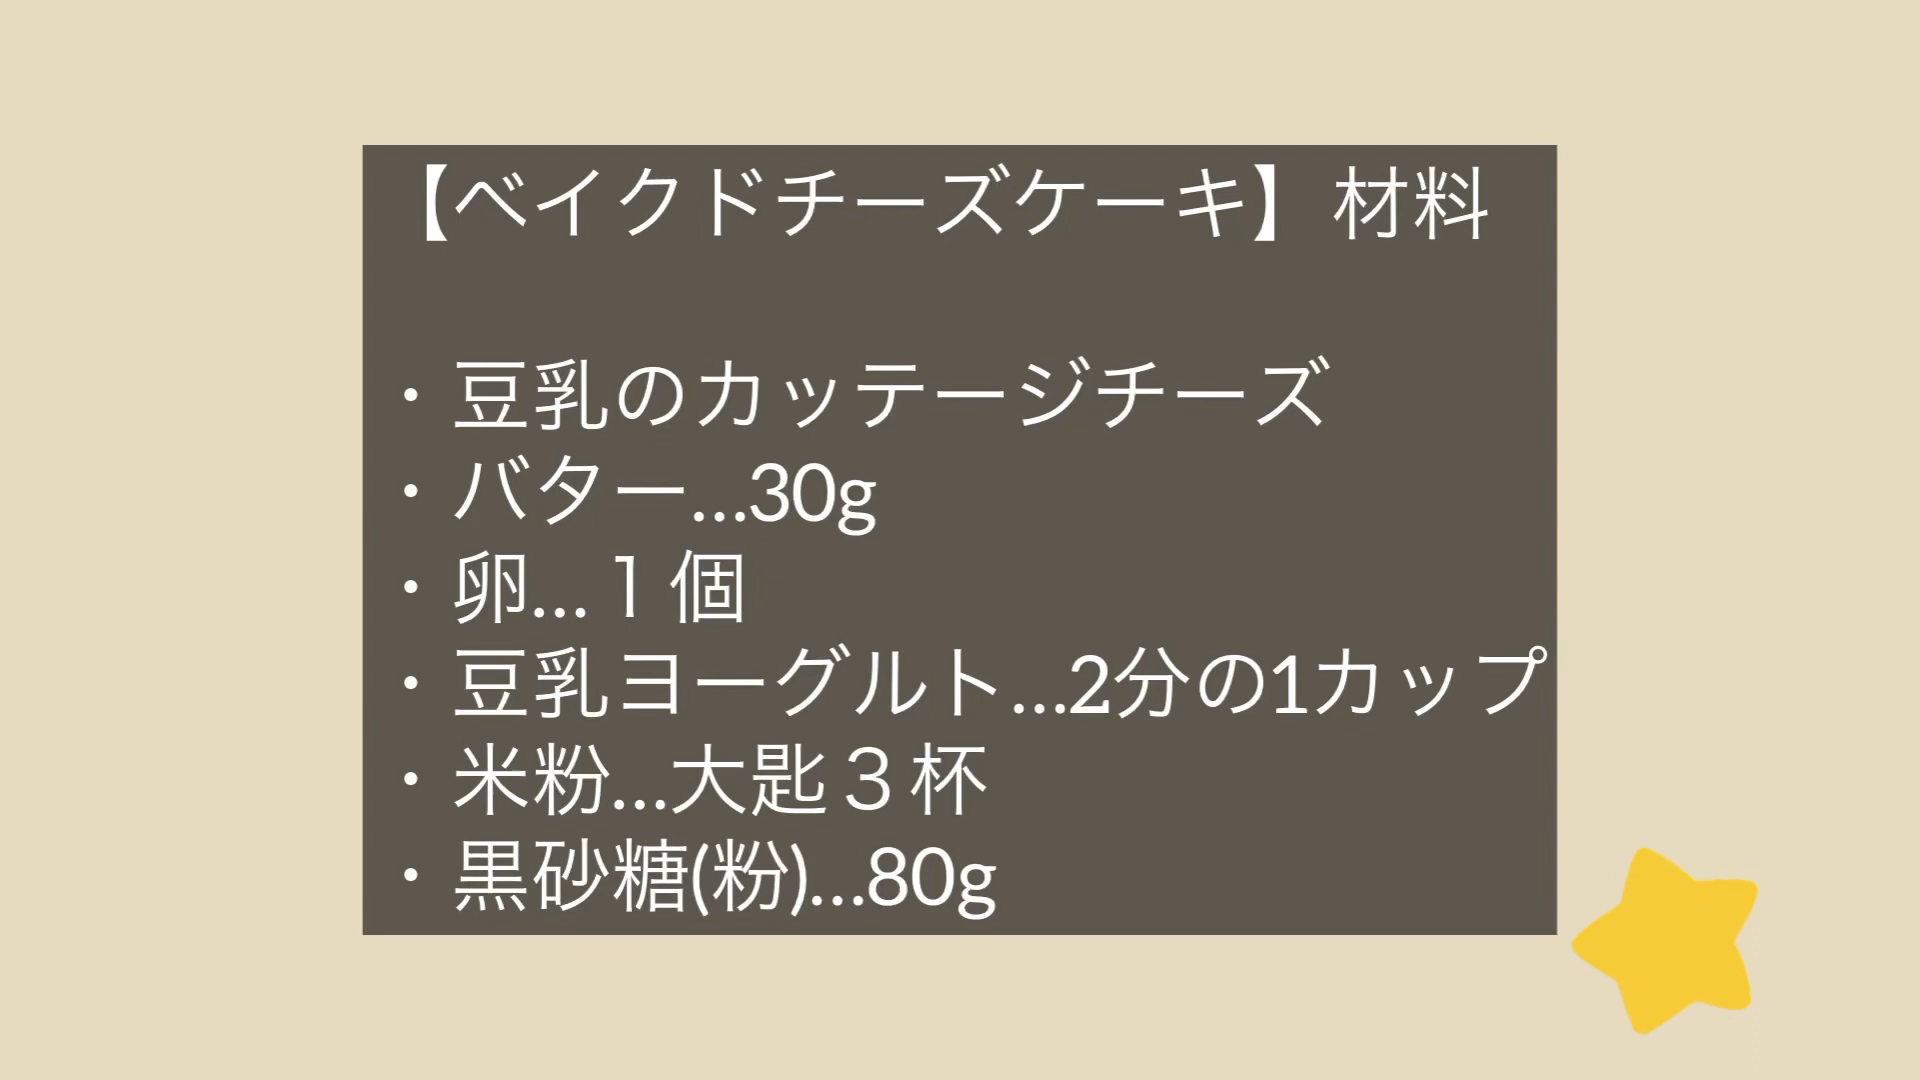 【ベイクドチーズケーキ】材料
・豆乳のカッテージチーズ
・バター…30g
・卵…１個
・豆乳ヨーグルト…2分の1カップ
・米粉…大匙３杯
・黒砂糖(粉)…80g